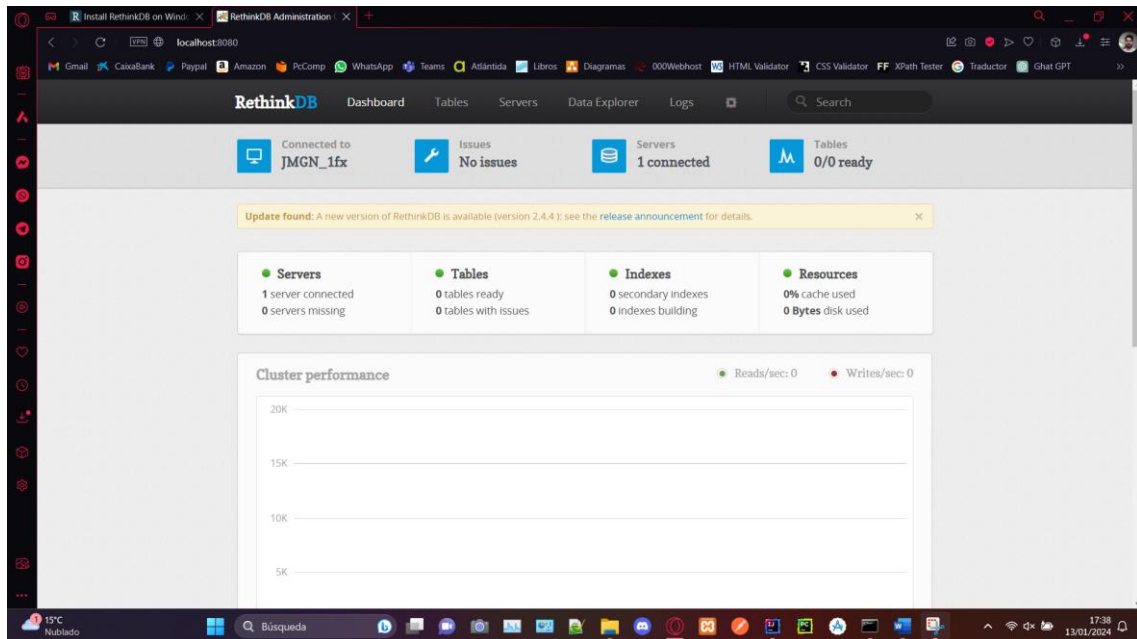 Install RethinkDB on Windo
RethinkDB Administration C
VPN
localhost:8080
Gmail
CaixaBank
Paypal
Amazon
PcComp
WhatsApp
Teams
Atlántida
Libros
Diagramas
000Webhost
HTML Validator
CSS Validator
FF XPath Tester
Traductor
Ghat GPT
RethinkDB
Dashboard
Tables
Servers
Data Explorer
Logs
Search
Connected to
JMGN_1fx
Issues
No issues
Servers
1 connected
Tables
0/0 ready
Update found: A new version of RethinkDB is available (version 2.4.4 ): see the release announcement for details.
Servers
1 server connected
0 servers missing
Tables
0 tables ready
0 tables with issues
Indexes
0 secondary indexes
0 indexes building
Resources
0% cache used
0 Bytes disk used
Cluster performance
Reads/sec: 0
Writes/sec: 0
20K
15K
10K
5K
1
15°C
Nublado
Búsqueda
17:38
13/01/2024